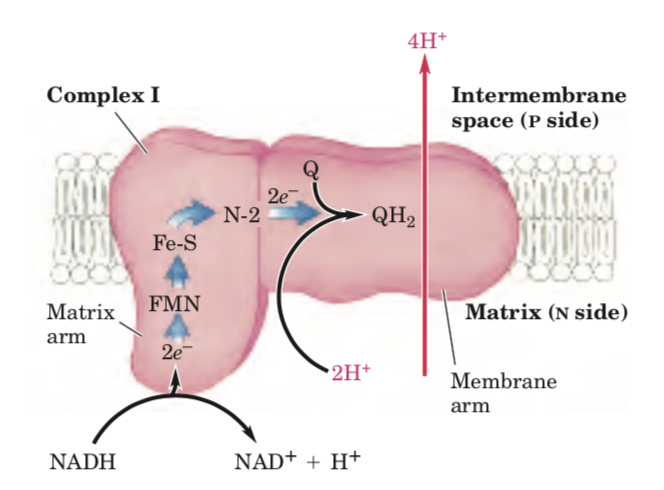 4H⁺
Complex I
Intermembrane
space (P side)
Q
2e⁻
N-2
QH₂
Fe-S
FMN
Matrix
arm
2e⁻
Matrix (N side)
2H⁺
Membrane
arm
NADH
NAD⁺ + H⁺